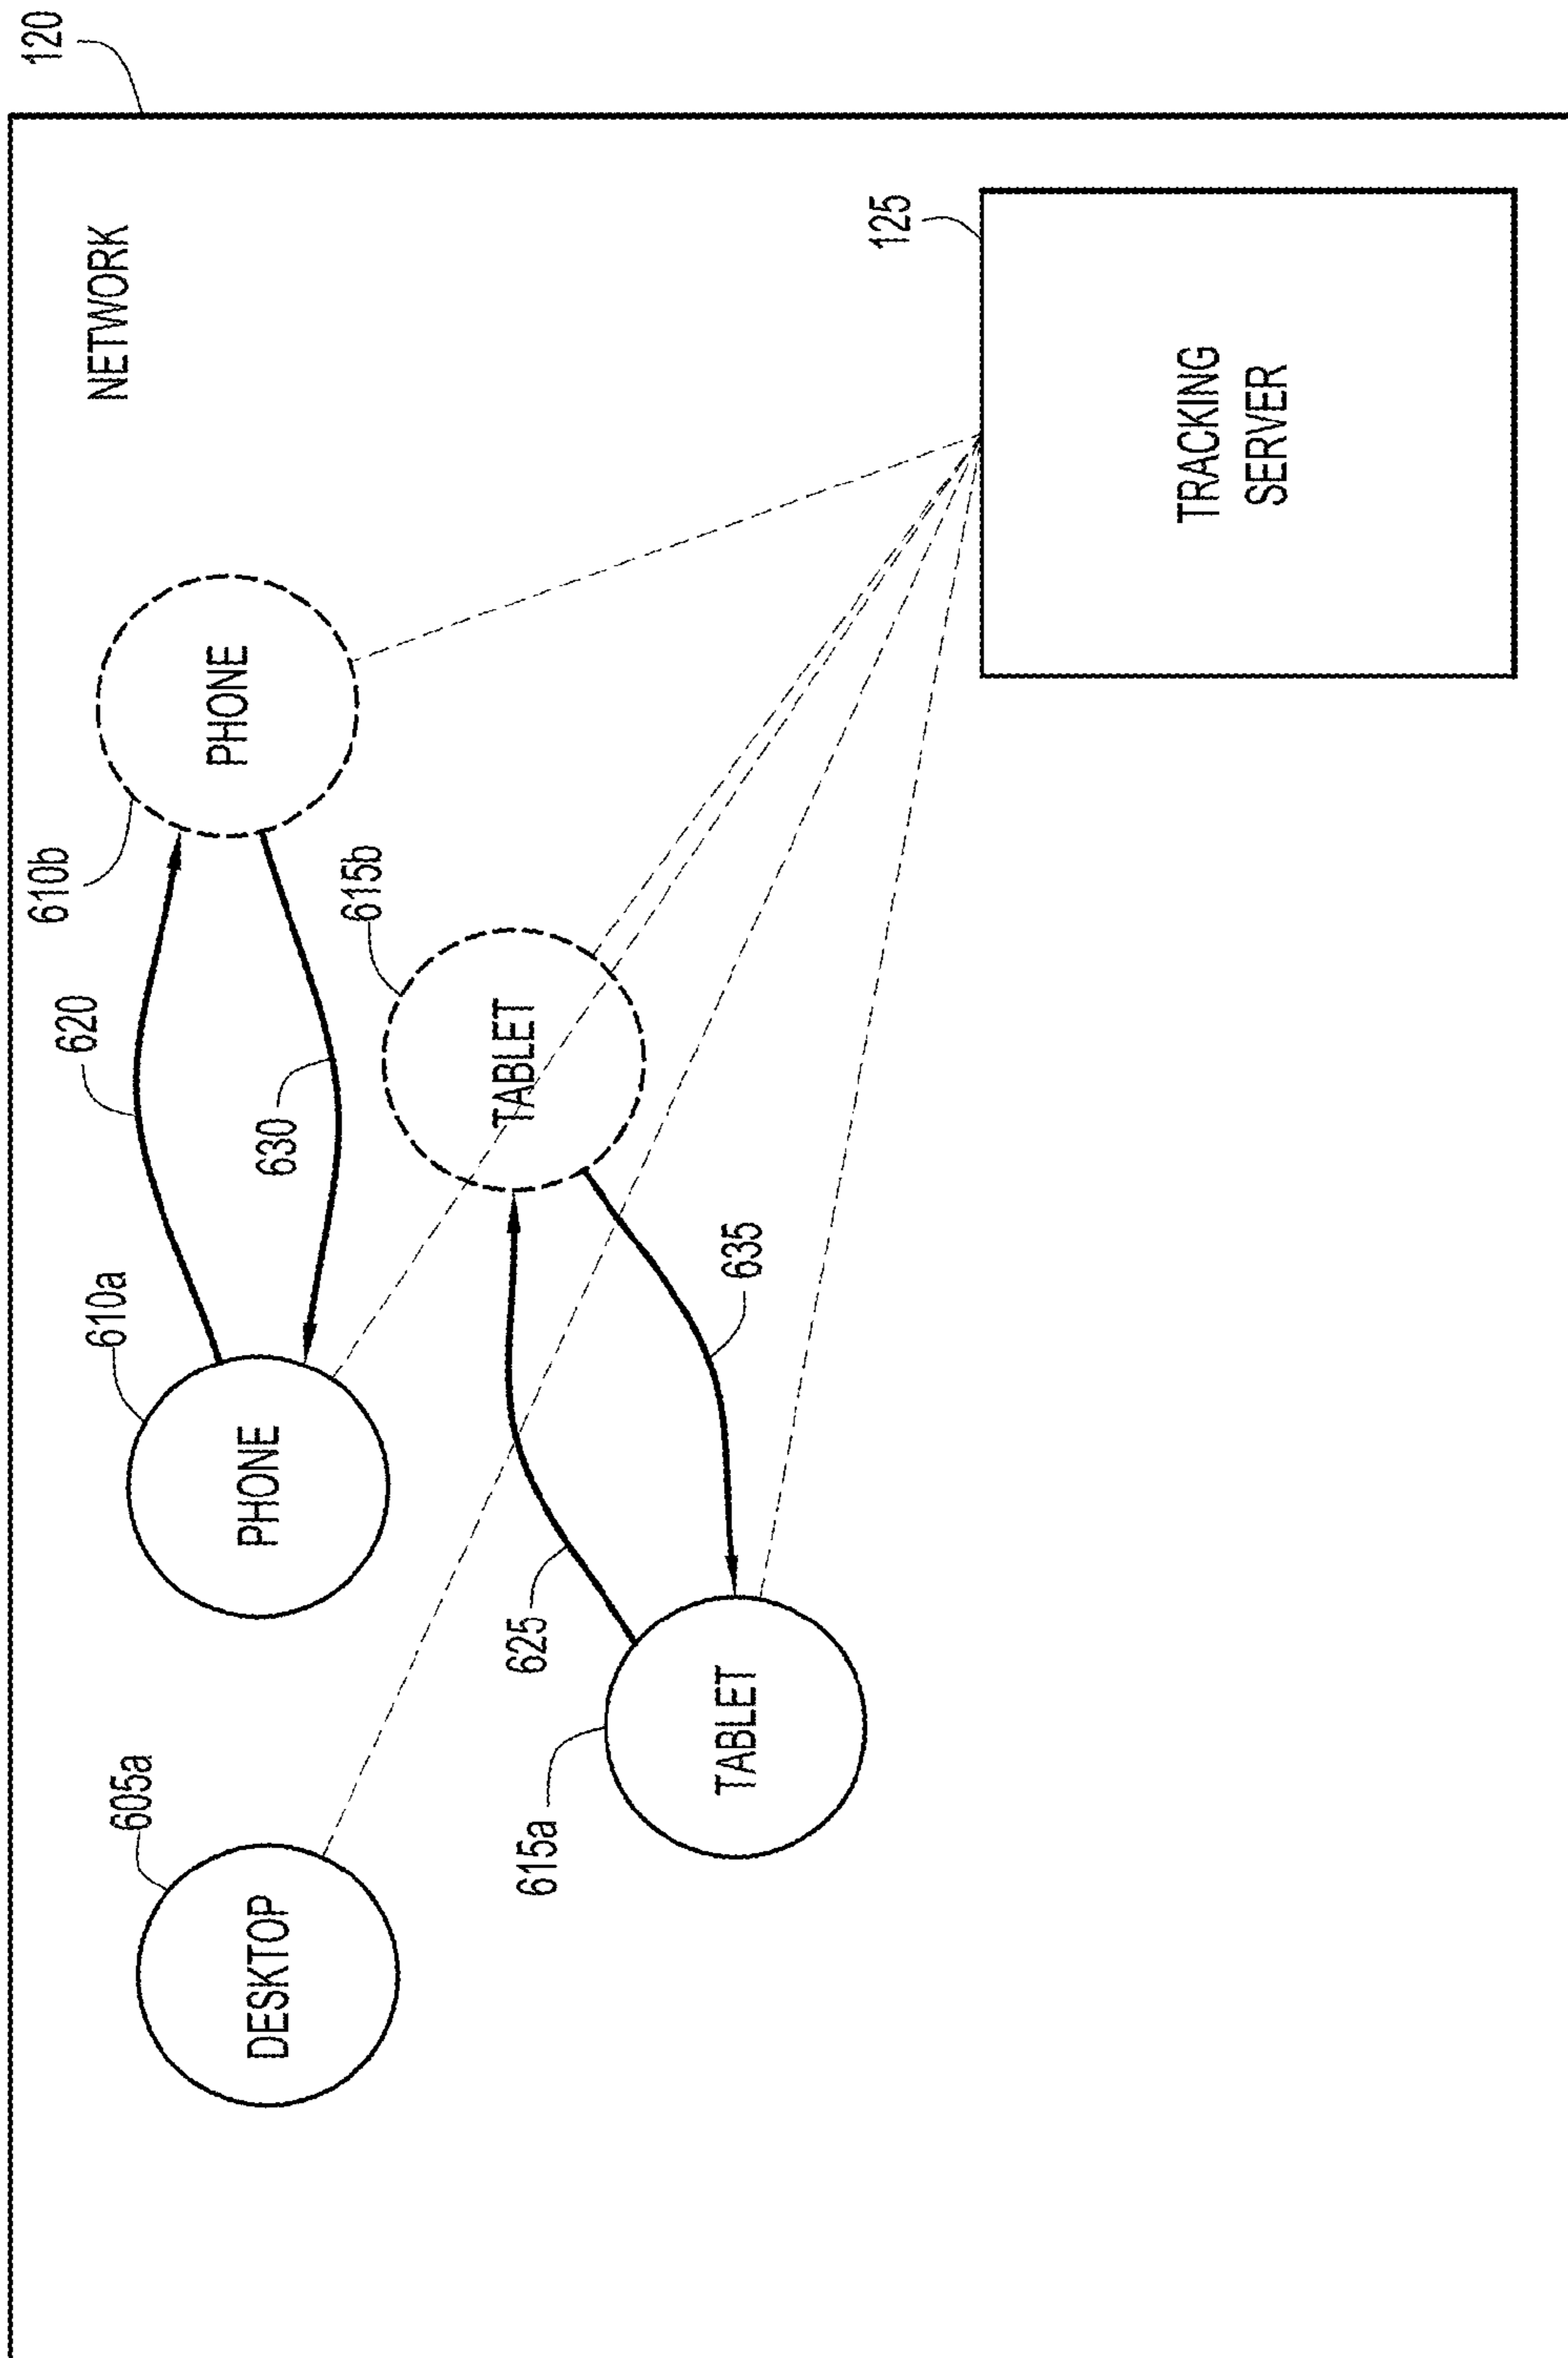 120
610b
620
NETWORK
610a
605a
PHONE
PHONE
DESKTOP
630
615b
TABLET
625
615a
TABLET
635
125
TRACKING
SERVER